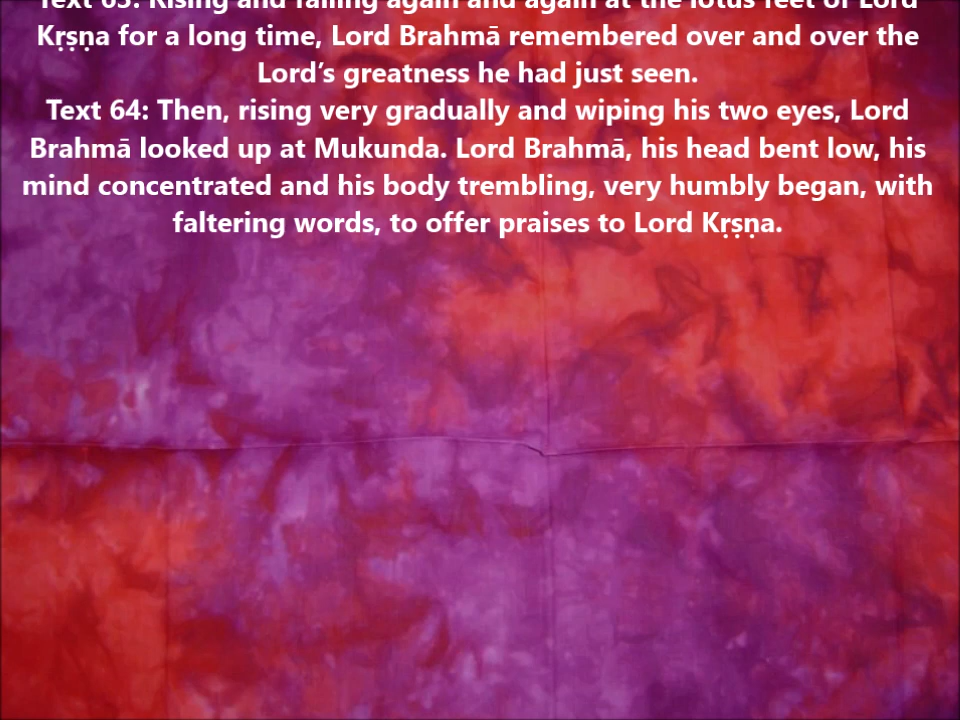 Text 63: Rising and falling again and again at the lotus feet of Lord
Kṛṣṇa for a long time, Lord Brahmā remembered over and over the
Lord’s greatness he had just seen.
Text 64: Then, rising very gradually and wiping his two eyes, Lord
Brahmā looked up at Mukunda. Lord Brahmā, his head bent low, his
mind concentrated and his body trembling, very humbly began, with
faltering words, to offer praises to Lord Kṛṣṇa.